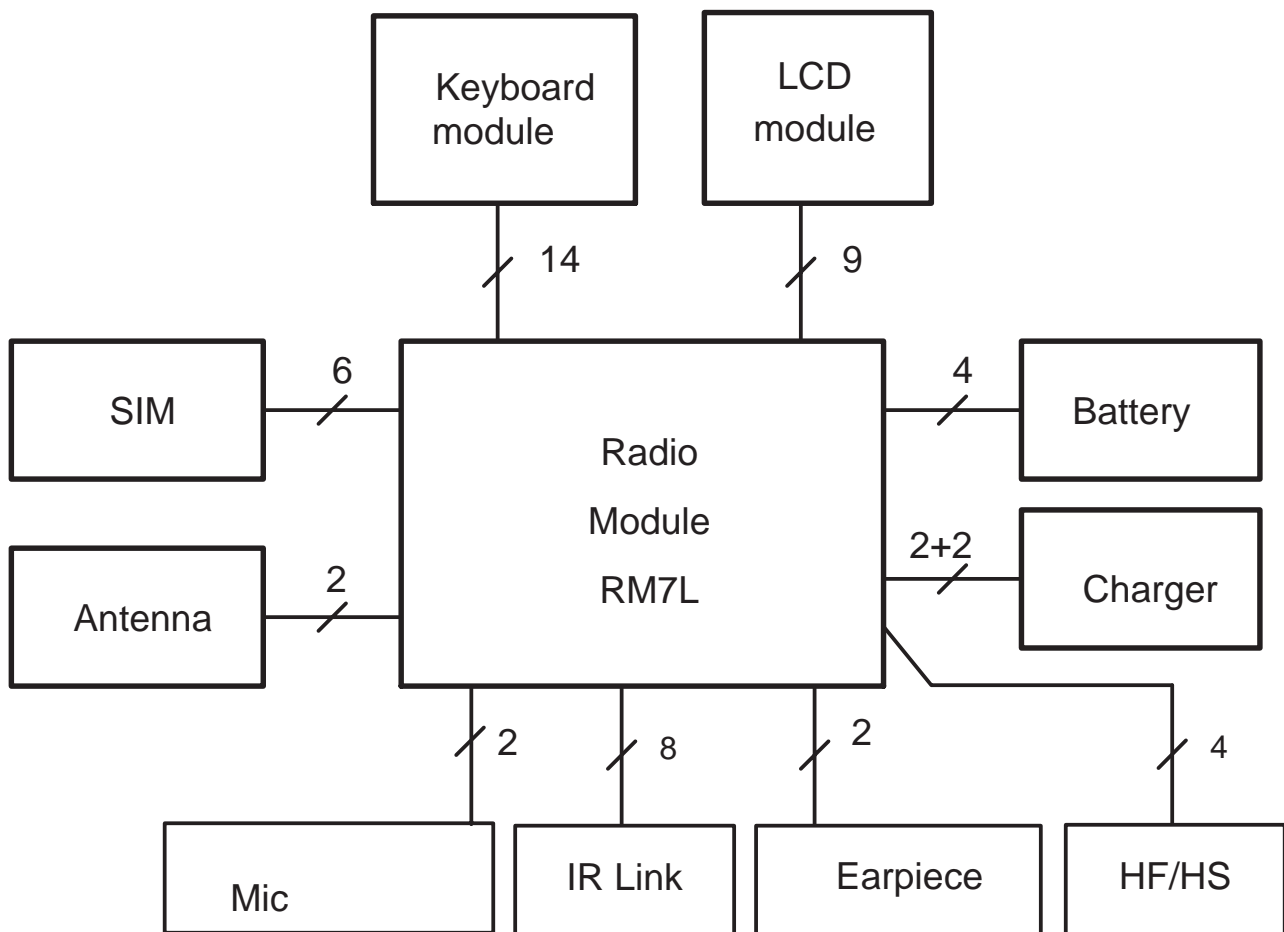 Keyboard
module
LCD
module
14
9
SIM
6
Radio
Module
RM7L
4
Battery
Antenna
2
2+2
Charger
2
8
2
4
Mic
IR Link
Earpiece
HF/HS